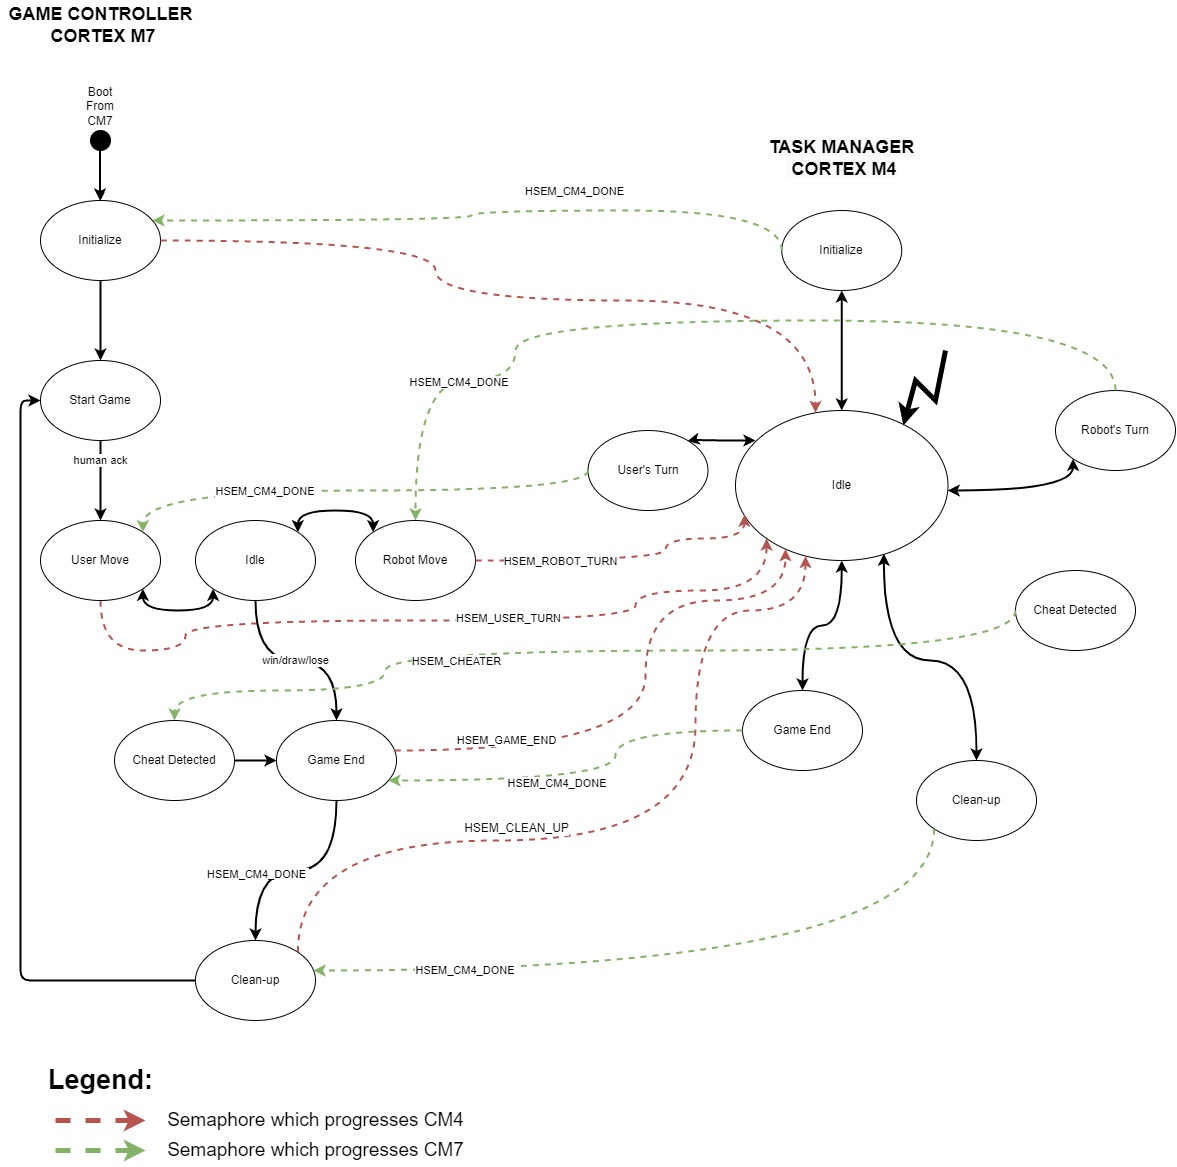 GAME CONTROLLER
CORTEX M7
Boot
From
CM7
TASK MANAGER
CORTEX M4
HSEM_CM4_DONE
Initialize
Initialize
HSEM_CM4_DONE
Start Game
Robot's Turn
human ack
User's Turn
Idle
HSEM_CM4_DONE
User Move
Idle
Robot Move
HSEM_ROBOT_TURN
HSEM_USER_TURN
Cheat Detected
win/draw/lose
HSEM_CHEATER
Game End
HSEM_GAME_END
Cheat Detected
Game End
HSEM_CM4_DONE
Clean-up
HSEM_CLEAN_UP
HSEM_CM4_DONE
HSEM_CM4_DONE
Clean-up
Legend:
Semaphore which progresses CM4
Semaphore which progresses CM7